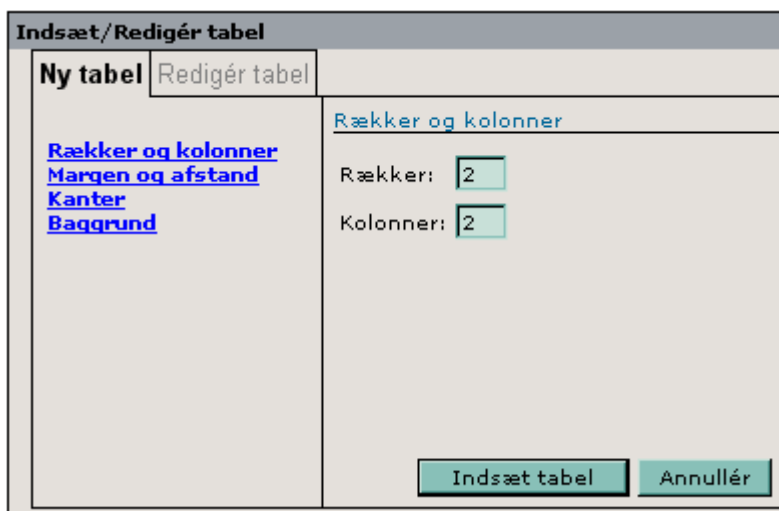 Indsæt/Redigér tabel
Ny tabel Redigér tabel
Rækker og kolonner
Margen og afstand
Kanter
Baggrund
Rækker og kolonner
Rækker: 2
Kolonner: 2
Indsæt tabel Annullér